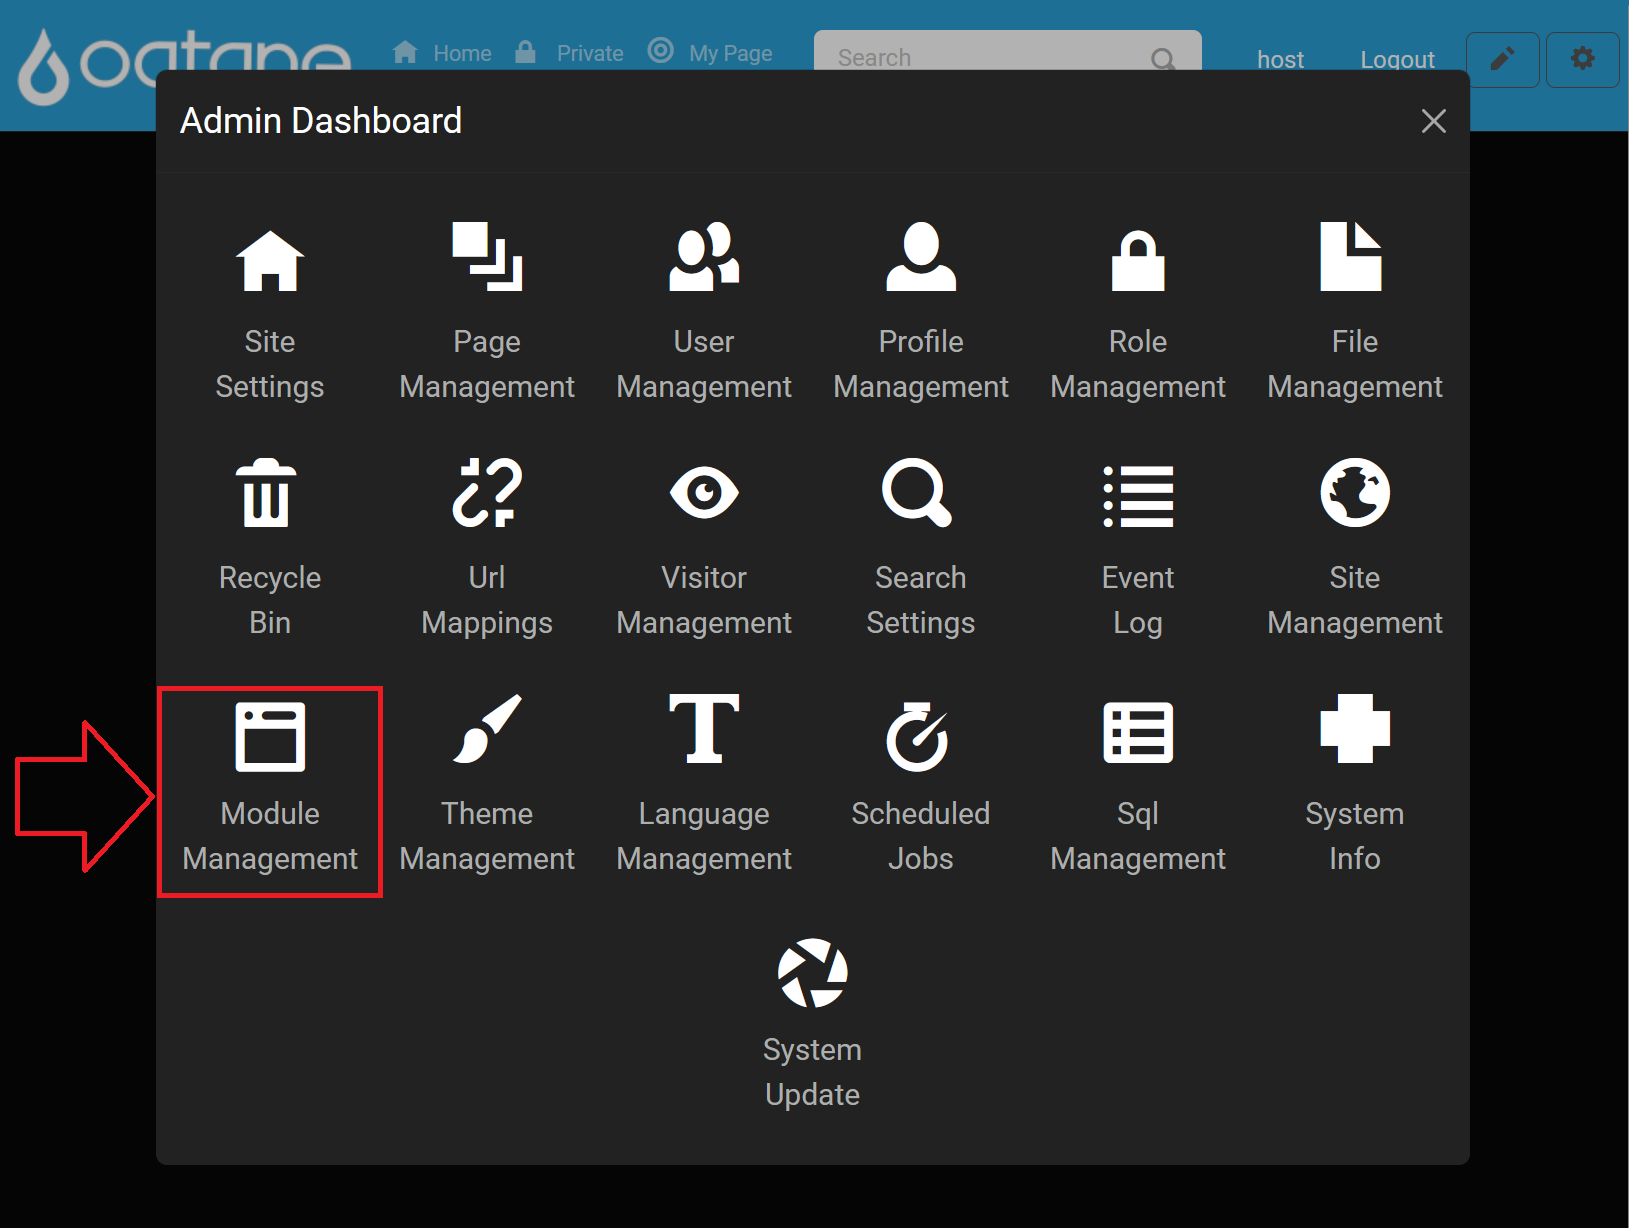 oqtane
Home Private My Page Search host Logout
Admin Dashboard
Site Page User Profile Role File
Settings Management Management Management Management Management
Recycle Url Visitor Search Event Site
Bin Mappings Management Settings Log Management
Module Theme Language Scheduled Sql System
Management Management Management Jobs Management Info
System
Update